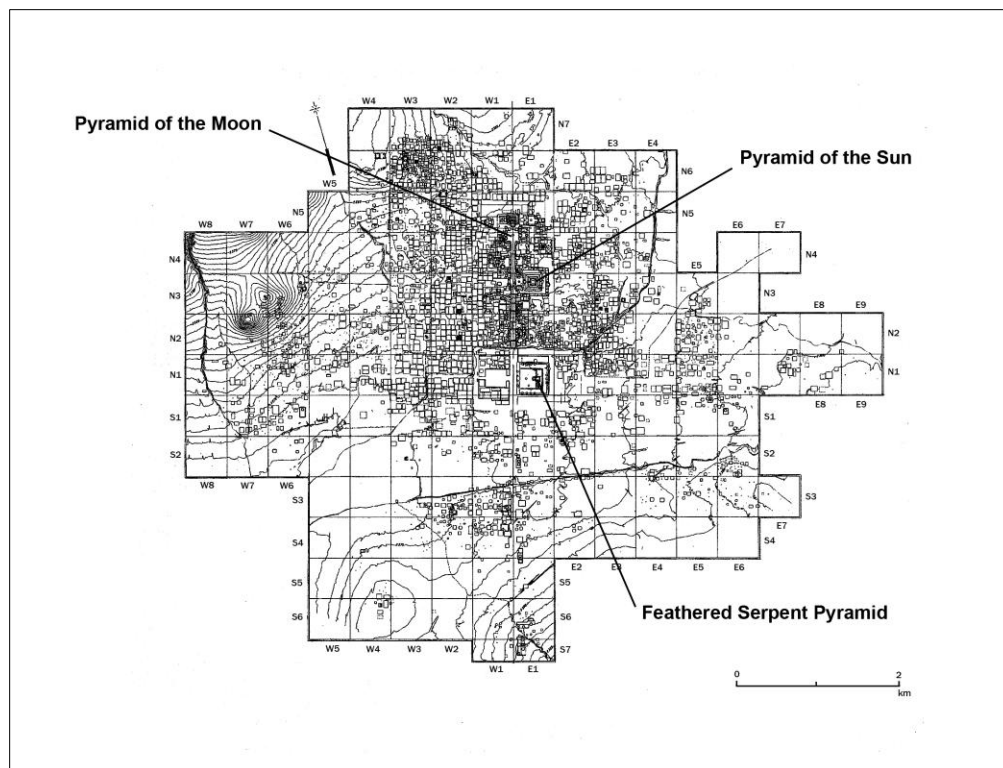 W4 W3 W2 W1 E1
Pyramid of the Moon
N7
E2 E3 E4
Pyramid of the Sun
N6
W5
N5
N5
W8 W7 W6
E6 E7
N4
N4
E5
N3
N3
E8 E9
N2
N2
N1
N1
S1
E8 E9
S1
S2
S2
W8 W7 W6
S3
S3
E7
S4
S4
E2 E3 E4 E5 E6
S5
S5
Feathered Serpent Pyramid
S6
S6
W5 W4 W3 W2
S7
W1 E1
0 2
km